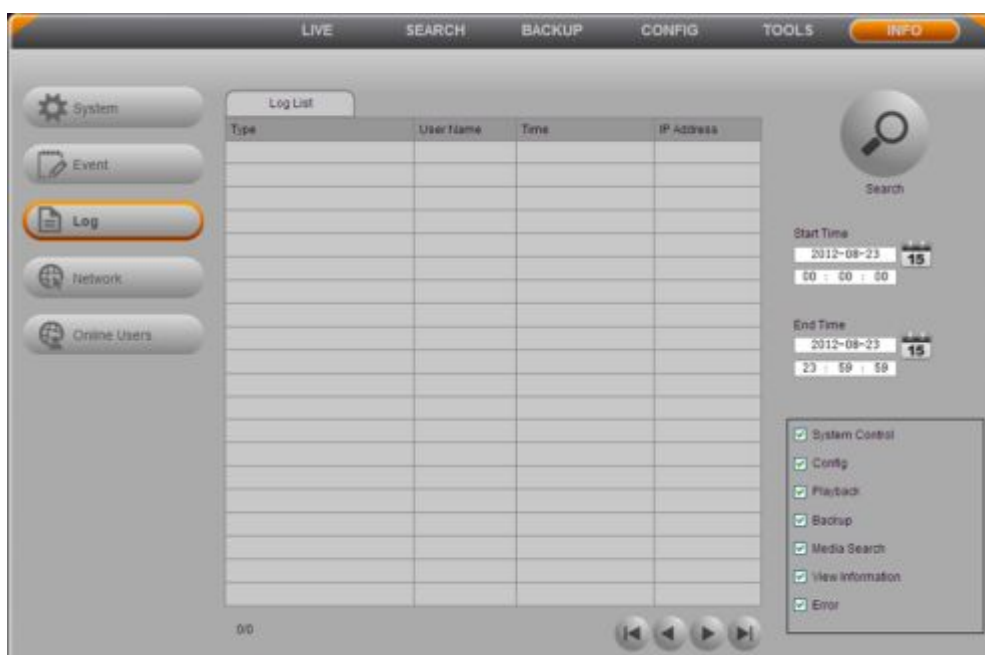 LIVE SEARCH BACKUP CONFIG TOOLS INFO
System
Event
Log
Network
Online Users
Log List
Type User Name Time IP Address
0/0
Search
Start Time
2012-08-23
15
00 : 00 : 00
End Time
2012-08-23
15
23 : 59 : 59
System Control
Config
Playback
Backup
Media Search
View Information
Error